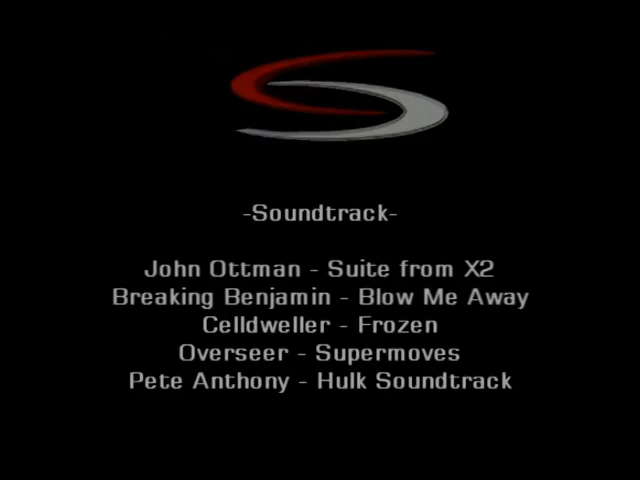 -Soundtrack-
John Ottman - Suite from X2
Breaking Benjamin - Blow Me Away
Celldweller - Frozen
Overseer - Supermoves
Pete Anthony - Hulk Soundtrack